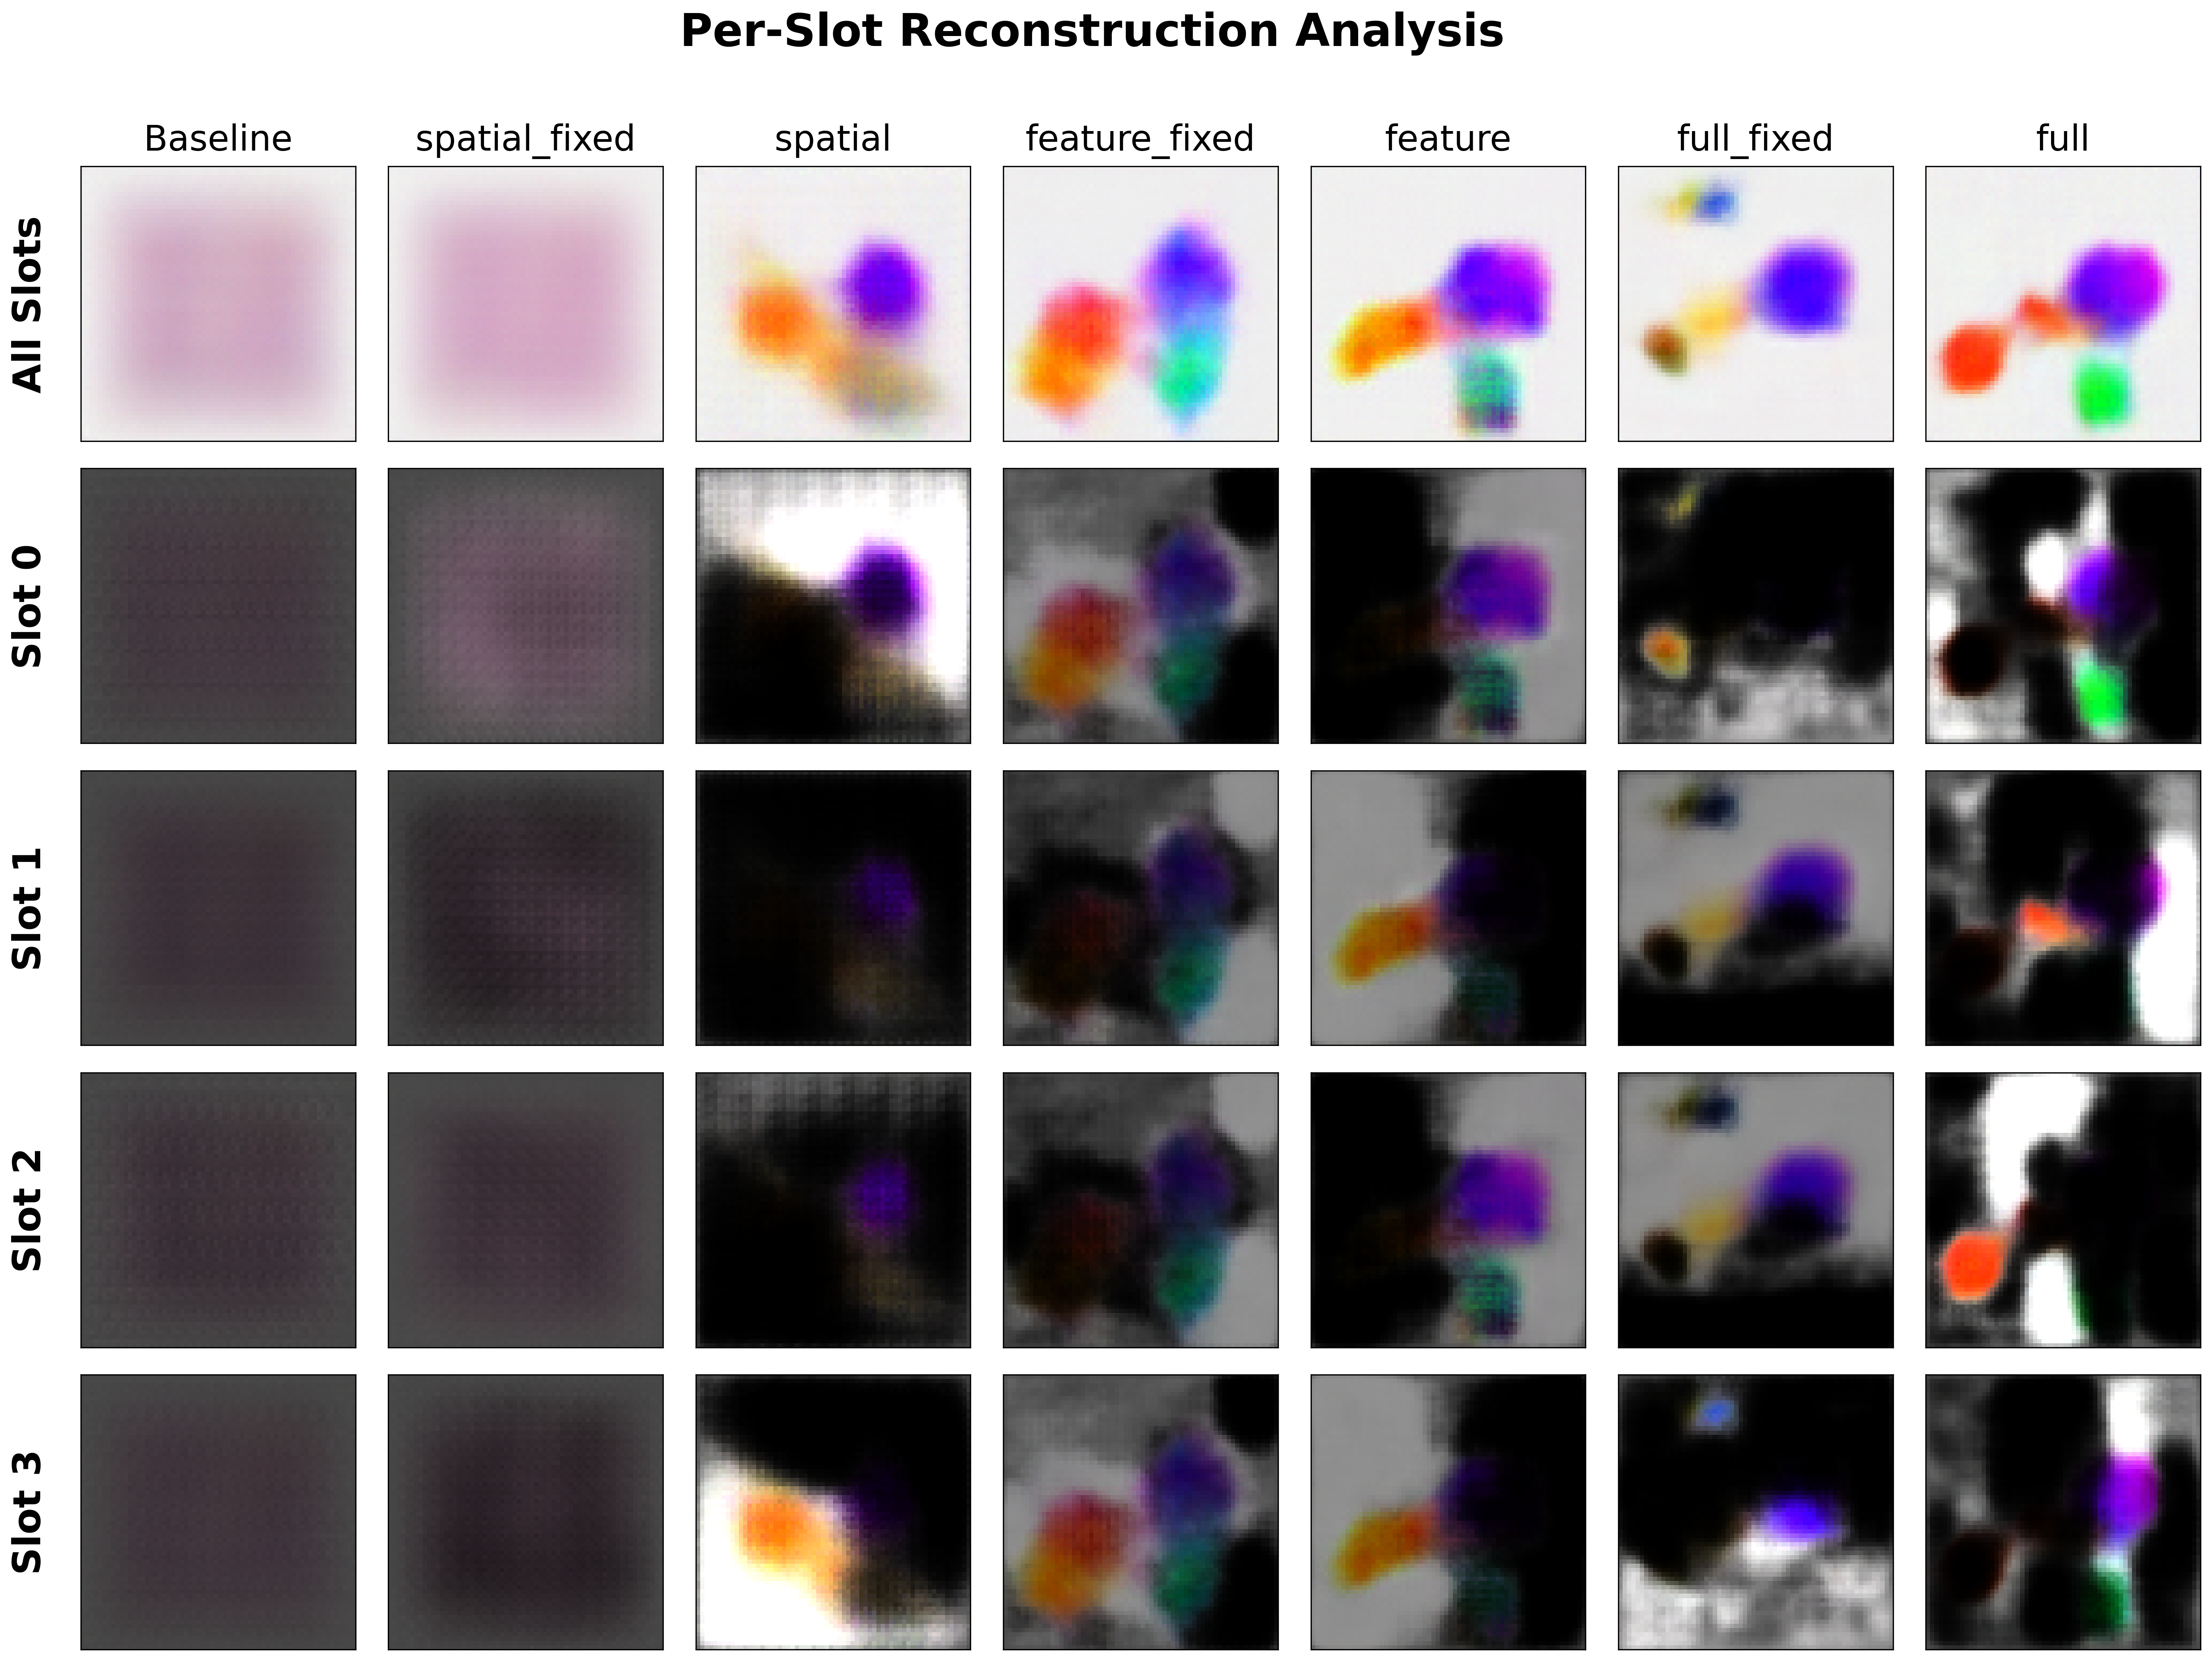 Per-Slot Reconstruction Analysis
Baseline spatial_fixed spatial feature_fixed feature full_fixed full
All Slots
Slot 0
Slot 1
Slot 2
Slot 3